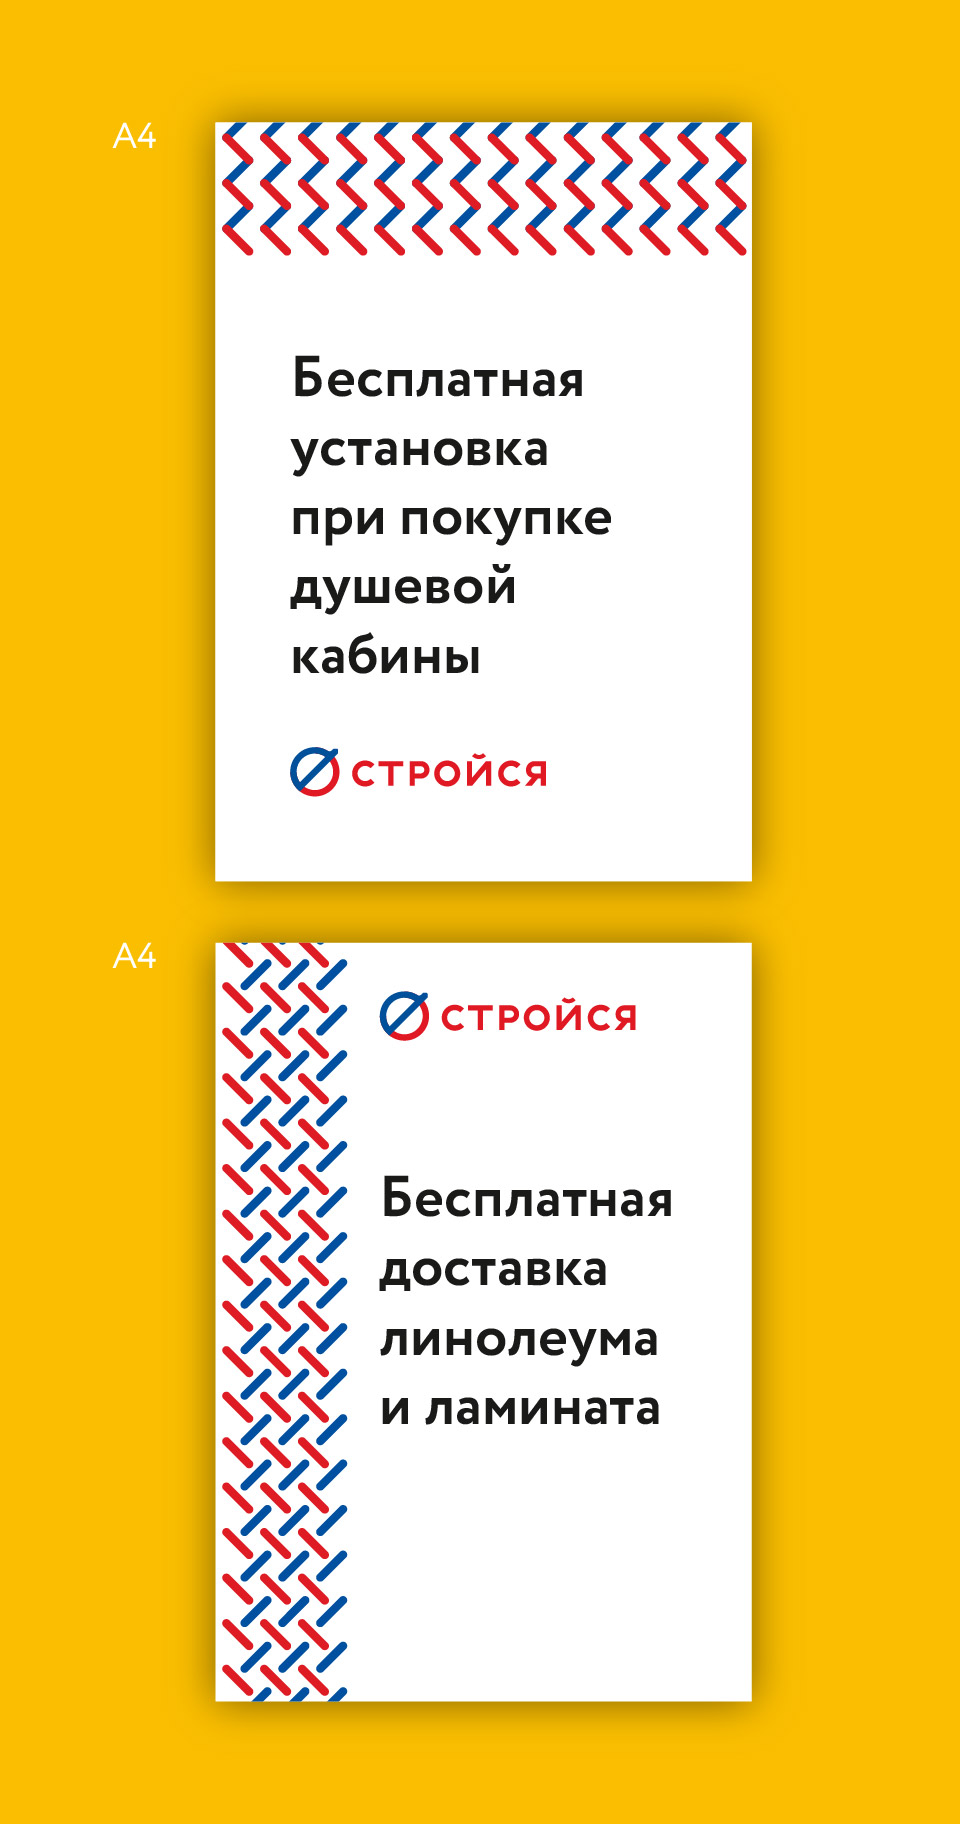 A4
Бесплатная
установка
при покупке
душевой
кабины
СТРОЙСЯ
A4
СТРОЙСЯ
Бесплатная
доставка
линолеума
и ламината